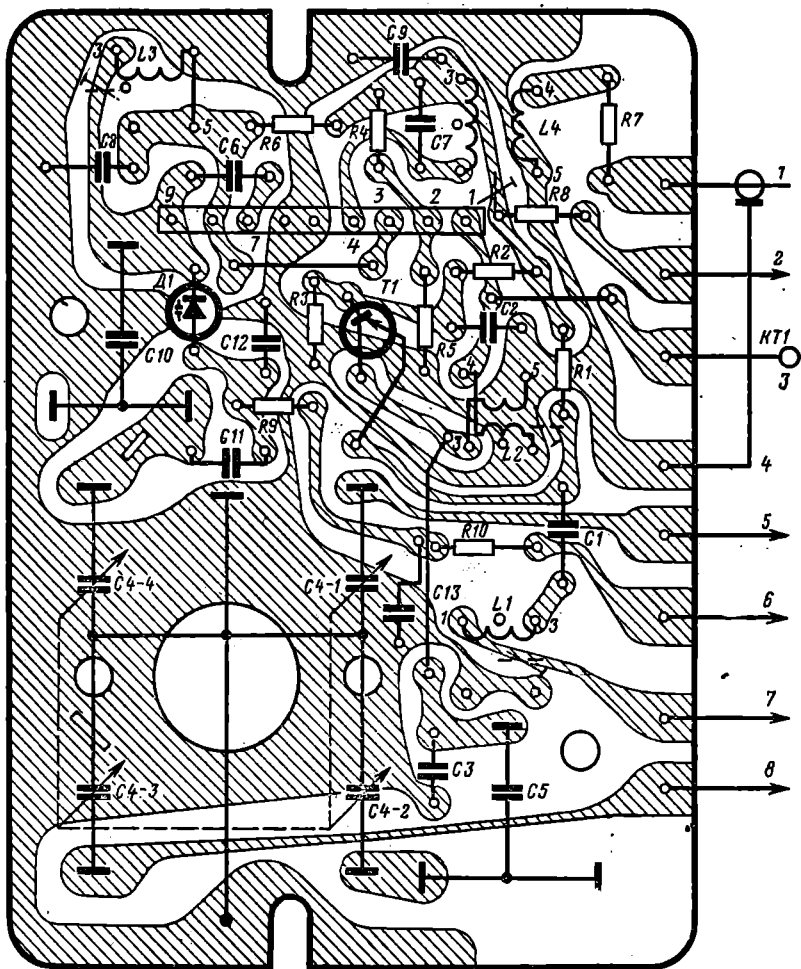 3 L3 C9
3 4
R4 C7 L4 R7
C8 5 R6
C6 5
9 7 4 3 2 1 R8 1
R2 2
Д1 R3 T1 C2 КТ1
C10 C12 R5 4 5 R1 3
R9 3 L2
C11 4
R10 C1 5
C4-4 C4-1 C13
1 L1 3 6
7
C3 8
C4-3 C4-2 C5